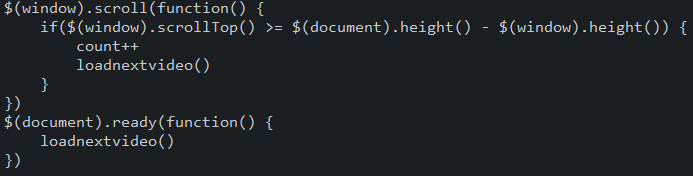 $(window).scroll(function() {
    if($(window).scrollTop() >= $(document).height() - $(window).height()) {
        count++
        loadnextvideo()
    }
})
$(document).ready(function() {
    loadnextvideo()
})